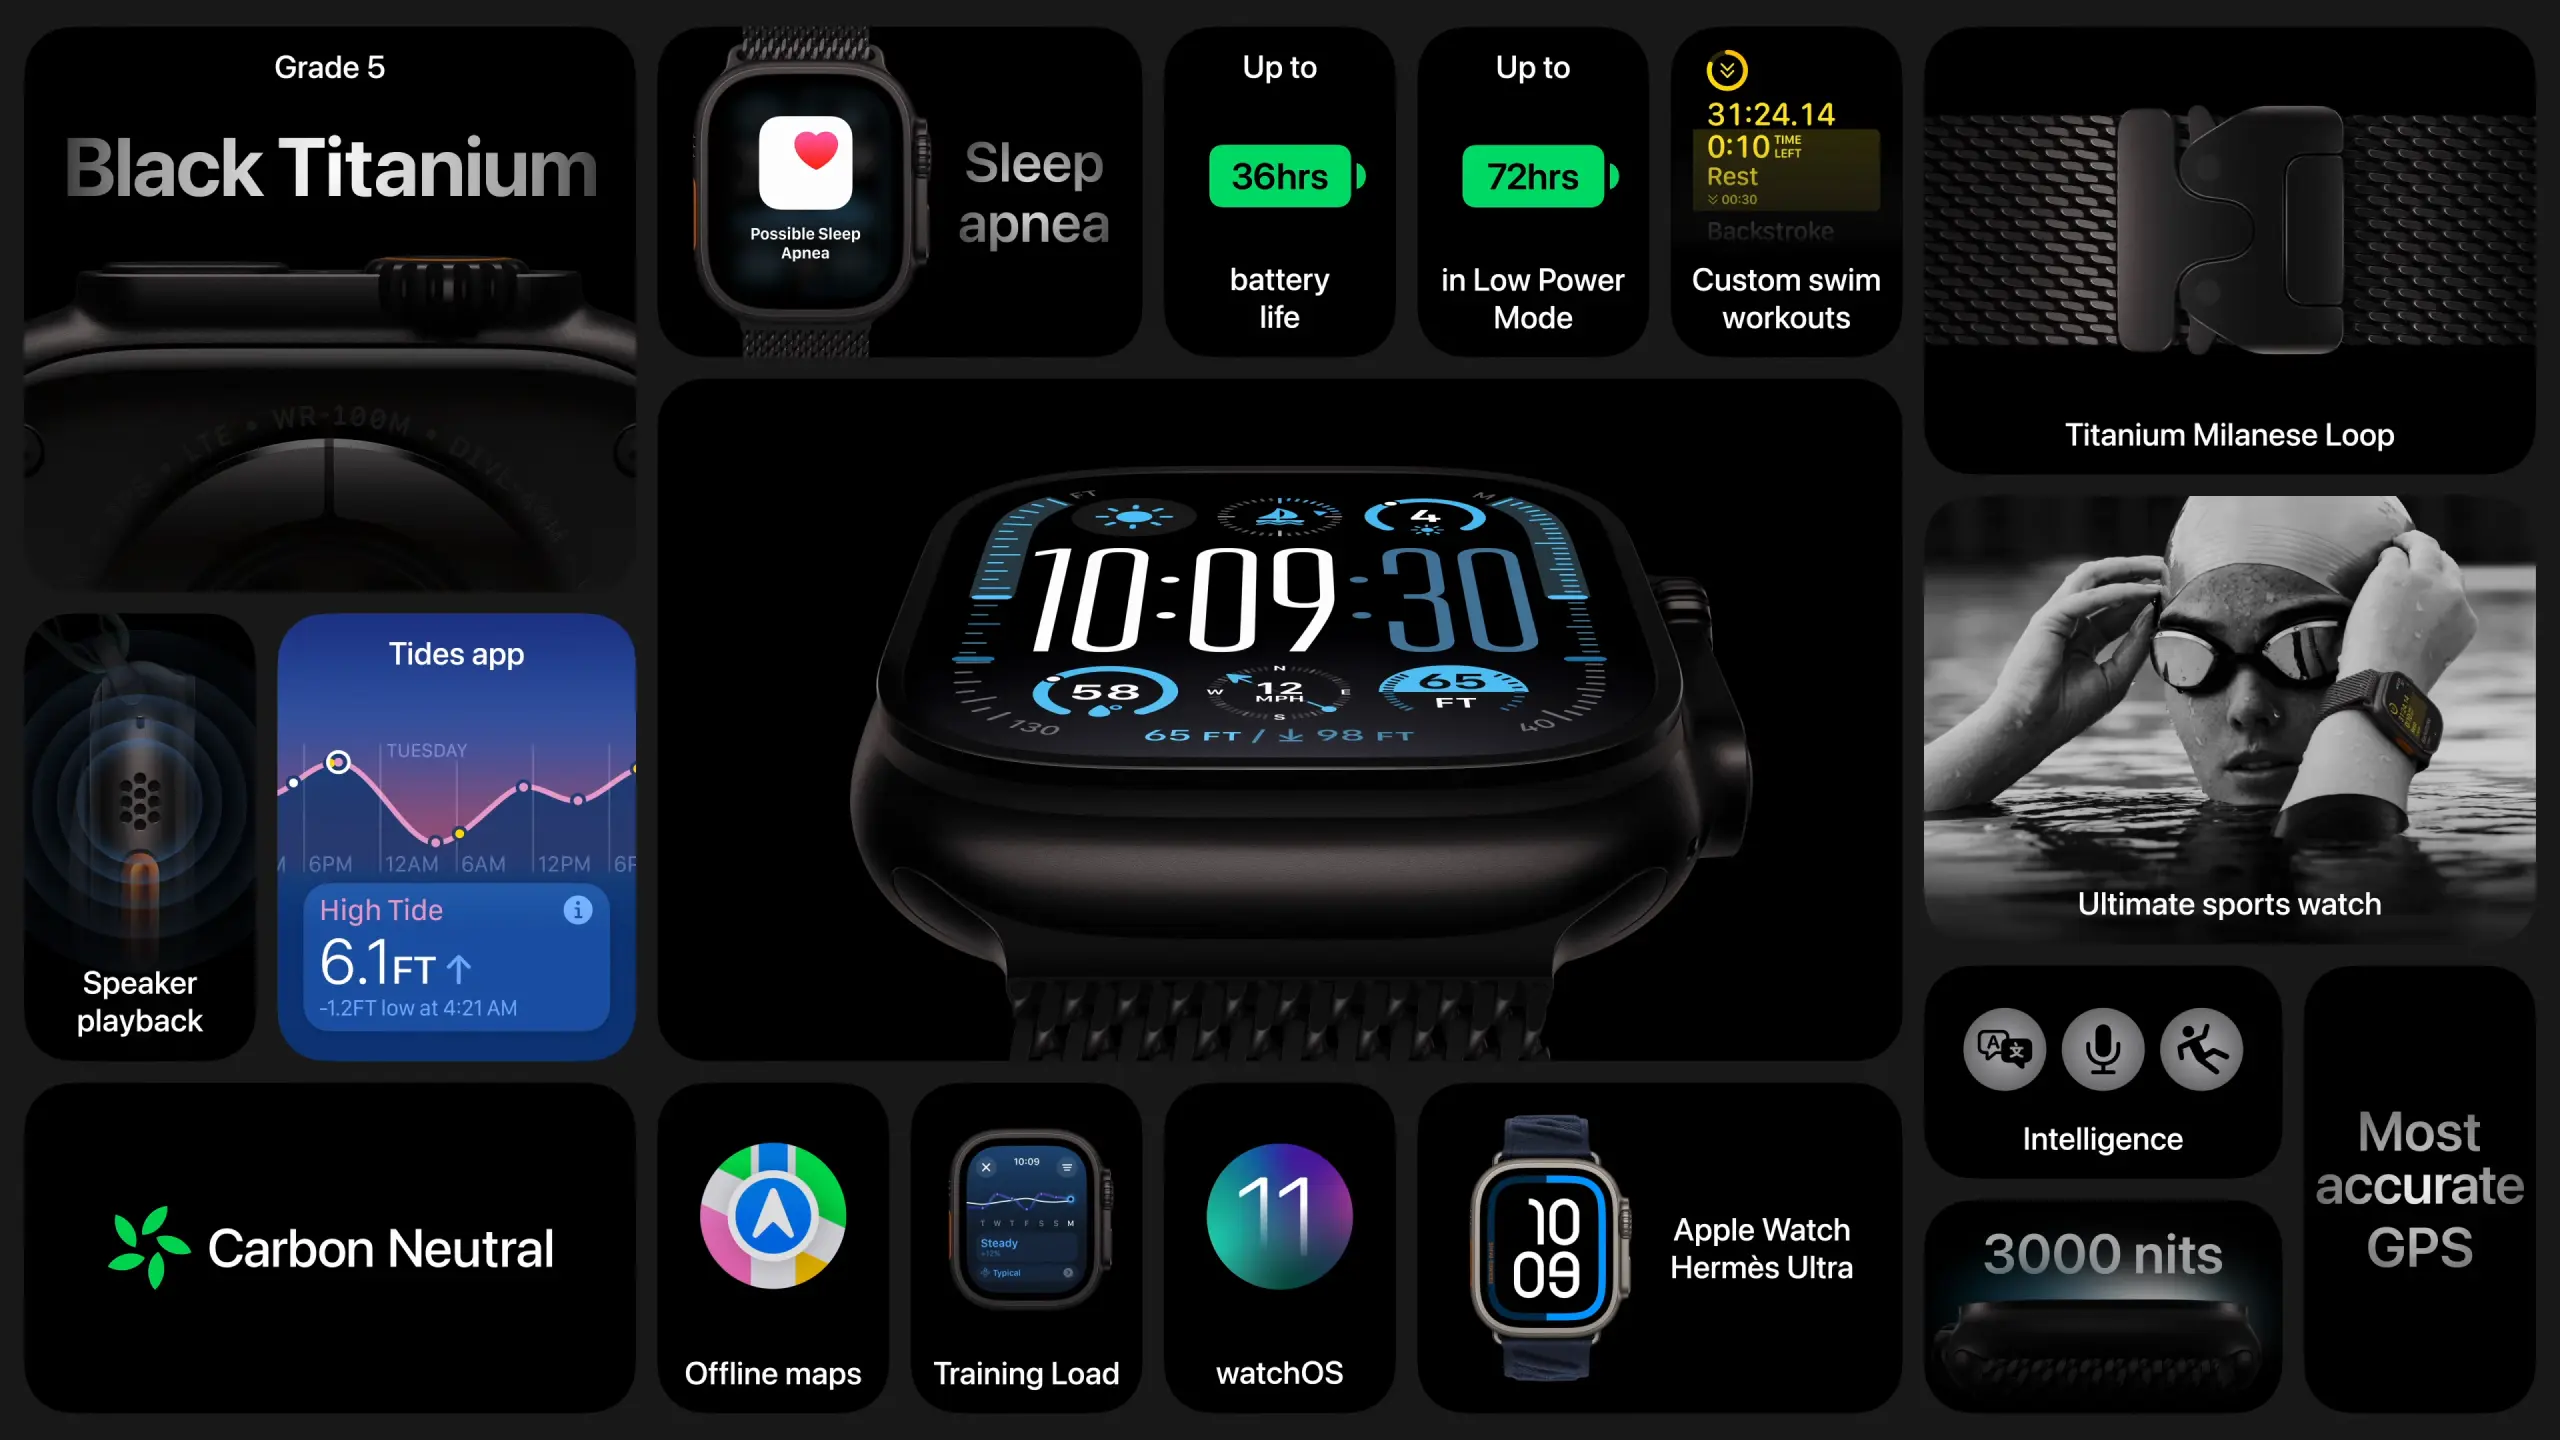 Grade 5
Black Titanium
LTE • WR-100M •
Possible Sleep
Apnea
Sleep
apnea
Up to
36hrs
battery
life
Up to
72hrs
in Low Power
Mode
31:24.14
0:10 TIME LEFT
Rest
00:30
Backstroke
Custom swim
workouts
Titanium Milanese Loop
FT
M
4
10:09:30
58
N
W
12
MPH
E
S
65
FT
130
40
65 FT / ↓ 98 FT
Ultimate sports watch
Speaker
playback
Tides app
TUESDAY
6PM
12AM
6AM
12PM
High Tide
6.1FT ↑
-1.2FT low at 4:21 AM
Carbon Neutral
Offline maps
10:09
T W T F S S M
Steady
+12%
Typical
Training Load
11
watchOS
10
09
Apple Watch
Hermès Ultra
A 文
Intelligence
3000 nits
Most
accurate
GPS